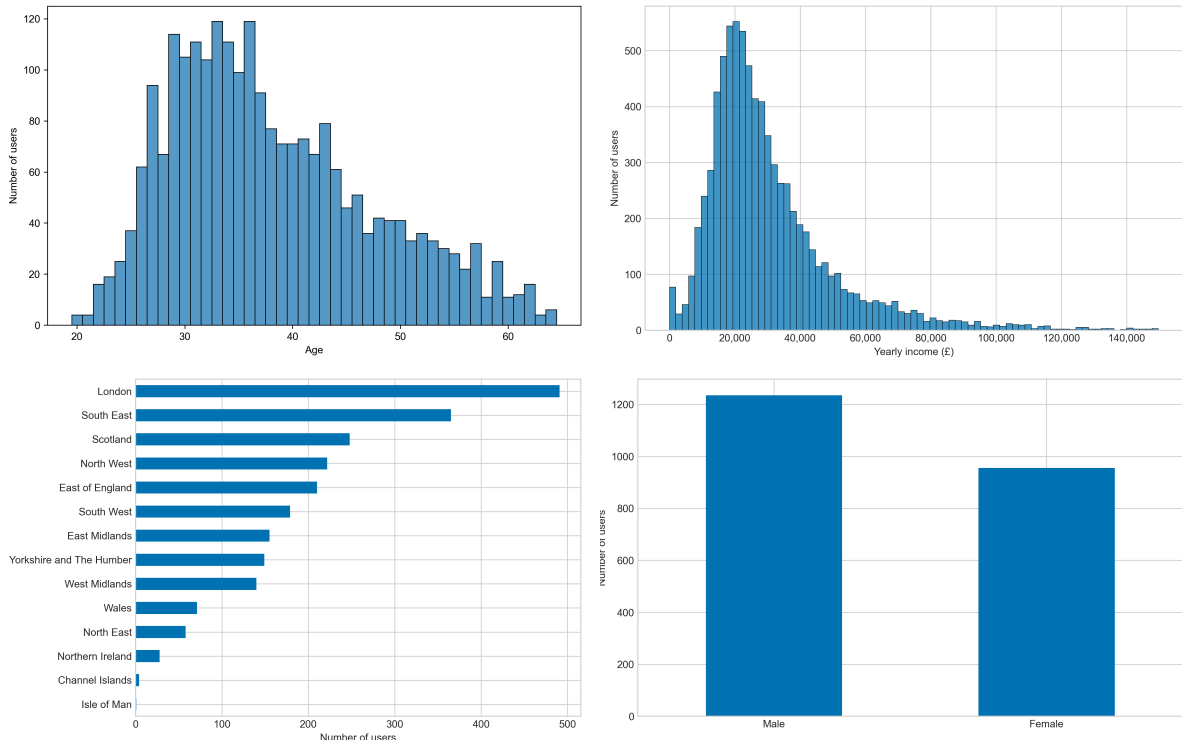 120
100
80
60
40
20
0
Number of users
20
30
40
50
60
Age
500
400
300
200
100
0
Number of users
0
20,000
40,000
60,000
80,000
100,000
120,000
140,000
Yearly income (£)
London
South East
Scotland
North West
East of England
South West
East Midlands
Yorkshire and The Humber
West Midlands
Wales
North East
Northern Ireland
Channel Islands
Isle of Man
0
100
200
300
400
500
Number of users
1200
1000
800
600
400
200
0
Number of users
Male
Female